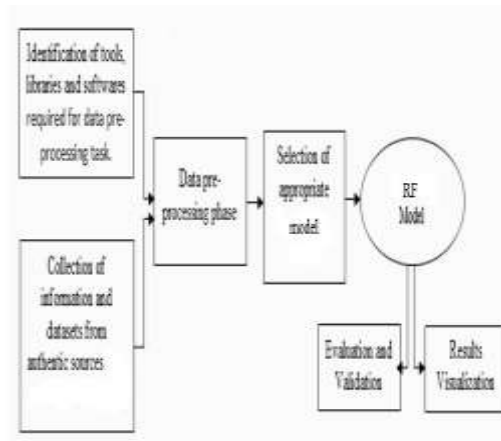 Identification of tools,
libraries and softwares
required for data pre-
processing task.
Collection of
information and
datasets from
authentic sources
Data pre-
processing phase
Selection of
appropriate
model
RF
Model
Evaluation and
Validation
Results
Visualization